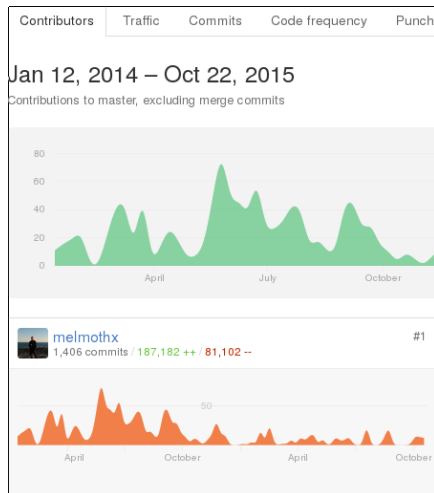 Contributors Traffic Commits Code frequency Punch
Jan 12, 2014 – Oct 22, 2015
Contributions to master, excluding merge commits
80
60
40
20
0
April July October
melmothx #1
1,406 commits / 187,182 ++ / 81,102 --
50
April October April October